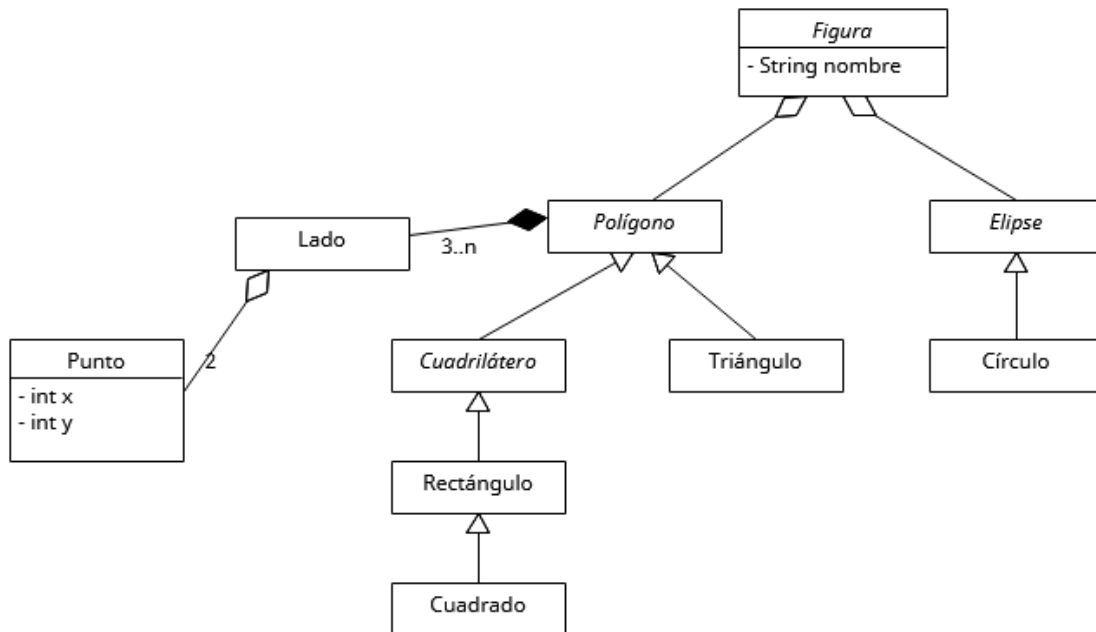 Figura
- String nombre
Polígono
Elipse
Lado
3..n
Punto
- int x
- int y
2
Cuadrilátero
Triángulo
Círculo
Rectángulo
Cuadrado